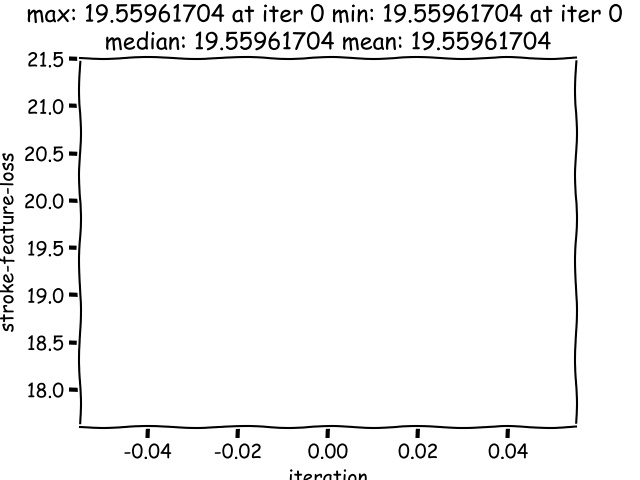 max: 19.55961704 at iter 0 min: 19.55961704 at iter 0
median: 19.55961704 mean: 19.55961704
21.5
21.0
20.5
20.0
19.5
19.0
18.5
18.0
stroke-feature-loss
-0.04 -0.02 0.00 0.02 0.04
iteration